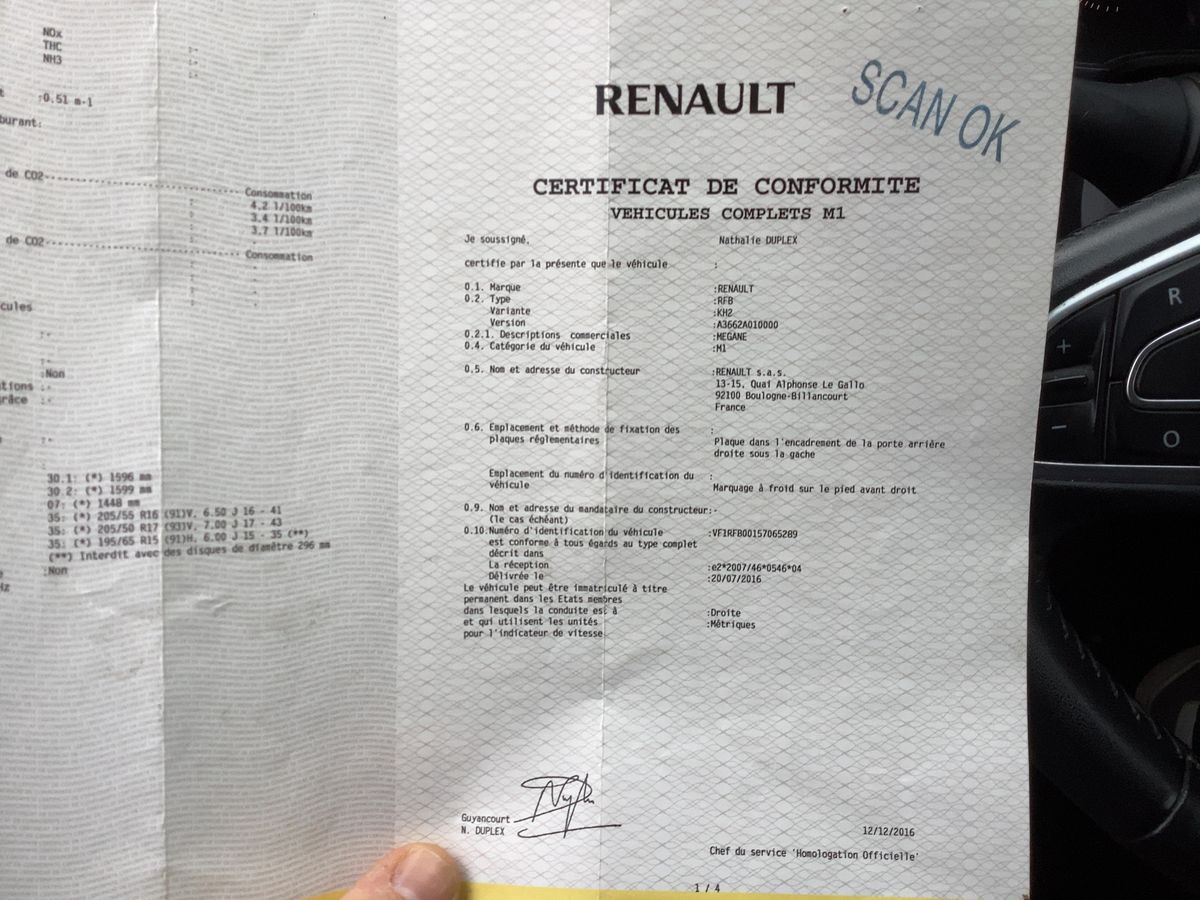 NOx :-
THC :-
NH3 :-
:0.51 m-1
burant:
de CO2 Consommation
4.2 l/100km
3.4 l/100km
3.7 l/100km
de CO2 Consommation
cules
:-
:Non
tions :-
râce :-
:-
30.1: (*) 1596 mm
30.2: (*) 1599 mm
07: (*) 1448 mm
35: (*) 205/55 R16 (91)V. 6.50 J 16 - 41
35: (*) 205/50 R17 (93)V. 7.00 J 17 - 43
35: (*) 195/65 R15 (91)H. 6.00 J 15 - 35 (**)
(**) Interdit avec des disques de diamètre 296 mm
:Non
RENAULT
SCAN OK
CERTIFICAT DE CONFORMITE
VEHICULES COMPLETS M1
Je soussigné, Nathalie DUPLEX
certifie par la présente que le véhicule :
0.1. Marque :RENAULT
0.2. Type :RFB
Variante :KH2
Version :A3662A010000
0.2.1. Descriptions commerciales :MEGANE
0.4. Catégorie du véhicule :M1
0.5. Nom et adresse du constructeur :RENAULT s.a.s.
13-15, Quai Alphonse Le Gallo
92100 Boulogne-Billancourt
France
0.6. Emplacement et méthode de fixation des :
plaques réglementaires Plaque dans l'encadrement de la porte arrière
droite sous la gache
Emplacement du numéro d'identification du :
véhicule Marquage à froid sur le pied avant droit
0.9. Nom et adresse du mandataire du constructeur:-
(le cas échéant)
0.10.Numéro d'identification du véhicule :VF1RFB00157065289
est conforme à tous égards au type complet
décrit dans
La réception :e2*2007/46*0546*04
Délivrée le :20/07/2016
Le véhicule peut être immatriculé à titre
permanent dans les Etats membres
dans lesquels la conduite est à :Droite
et qui utilisent les unités :Métriques
pour l'indicateur de vitesse
Guyancourt
N. DUPLEX 12/12/2016
Chef du service 'Homologation Officielle'
1 / 4
R
+
-
O